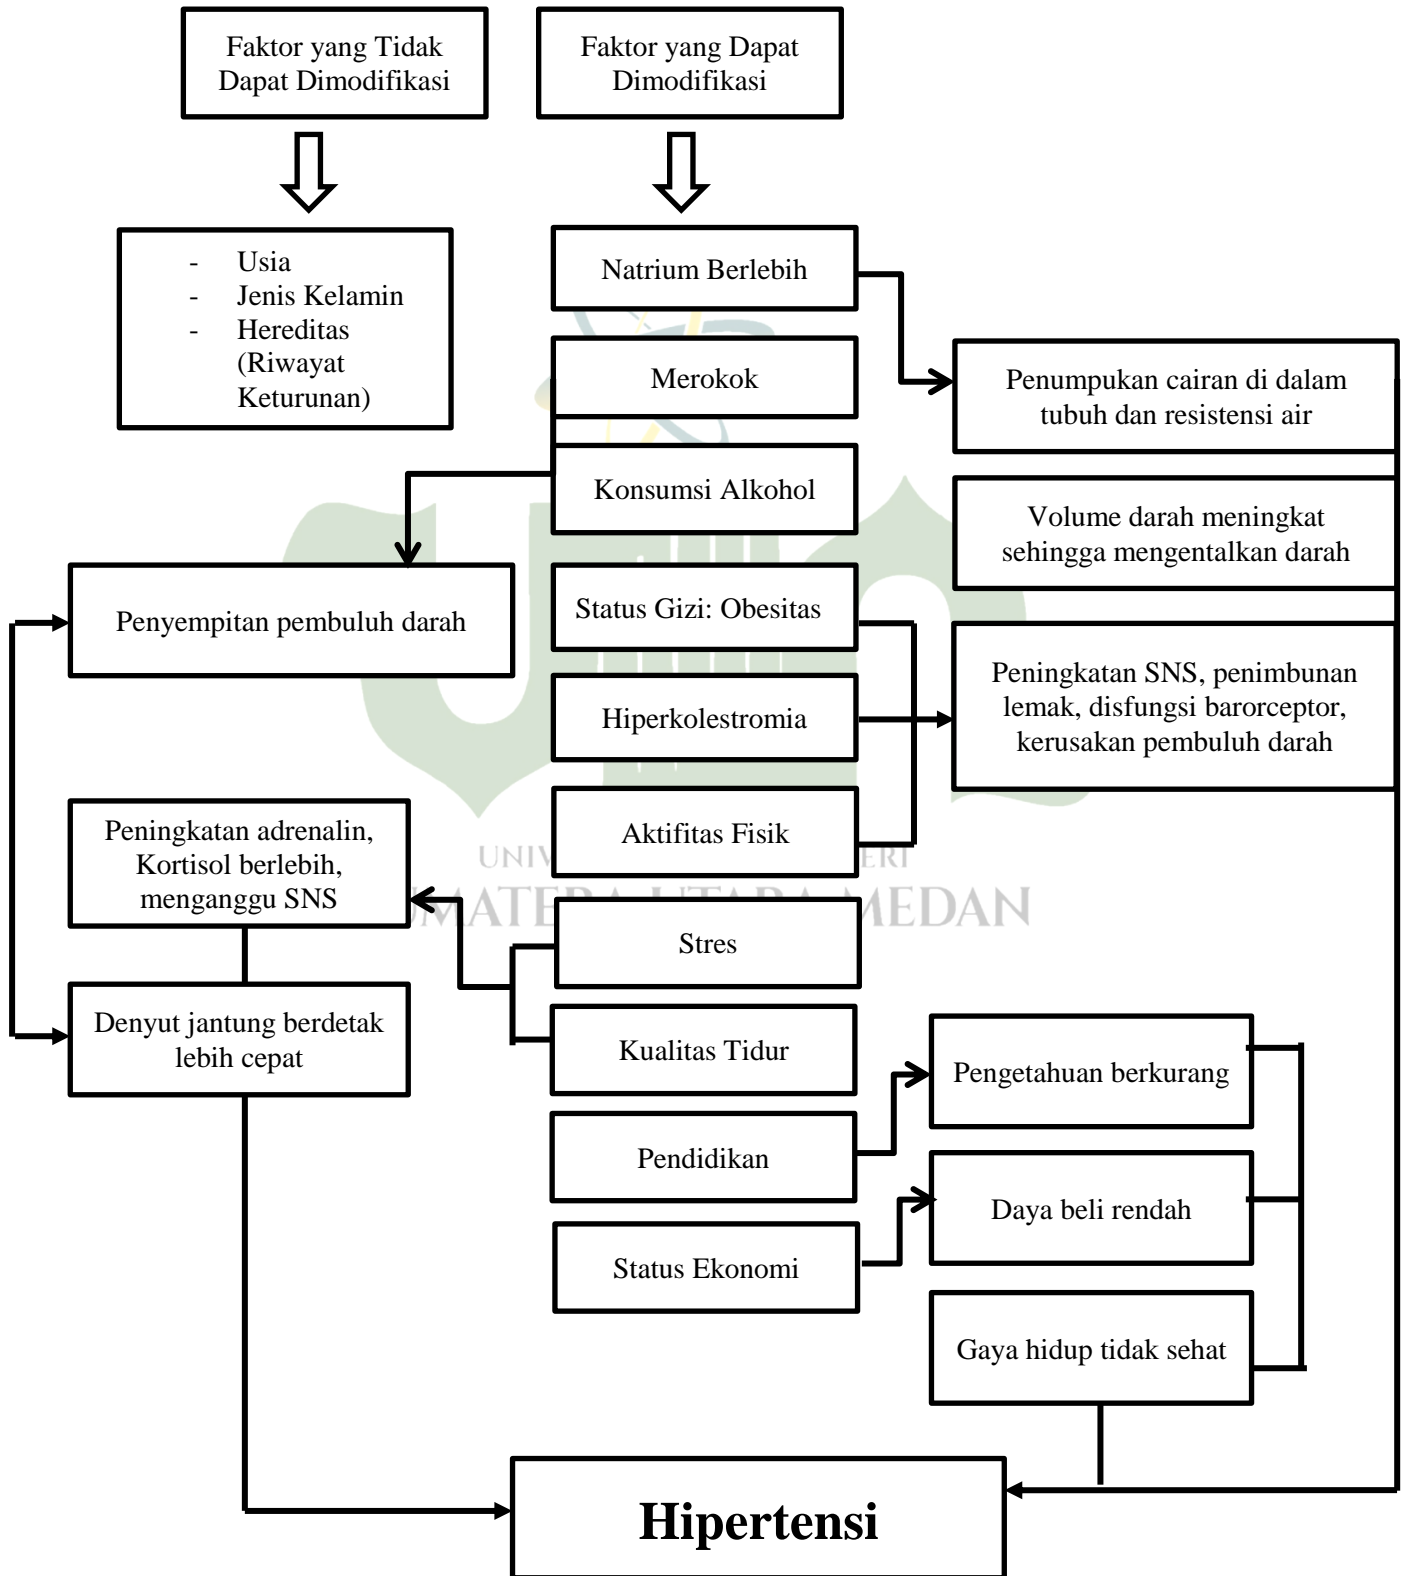 Faktor yang Tidak
Dapat Dimodifikasi
Faktor yang Dapat
Dimodifikasi
- Usia
- Jenis Kelamin
- Hereditas
(Riwayat
Keturunan)
Natrium Berlebih
Merokok
Penumpukan cairan di dalam
tubuh dan resistensi air
Konsumsi Alkohol
Volume darah meningkat
sehingga mengentalkan darah
Penyempitan pembuluh darah
Status Gizi: Obesitas
Hiperkolestromia
Peningkatan SNS, penimbunan
lemak, disfungsi barorceptor,
kerusakan pembuluh darah
Peningkatan adrenalin,
Kortisol berlebih,
menganggu SNS
Aktifitas Fisik
Stres
Denyut jantung berdetak
lebih cepat
Kualitas Tidur
Pengetahuan berkurang
Pendidikan
Daya beli rendah
Status Ekonomi
Gaya hidup tidak sehat
Hipertensi
UTARA MEDAN